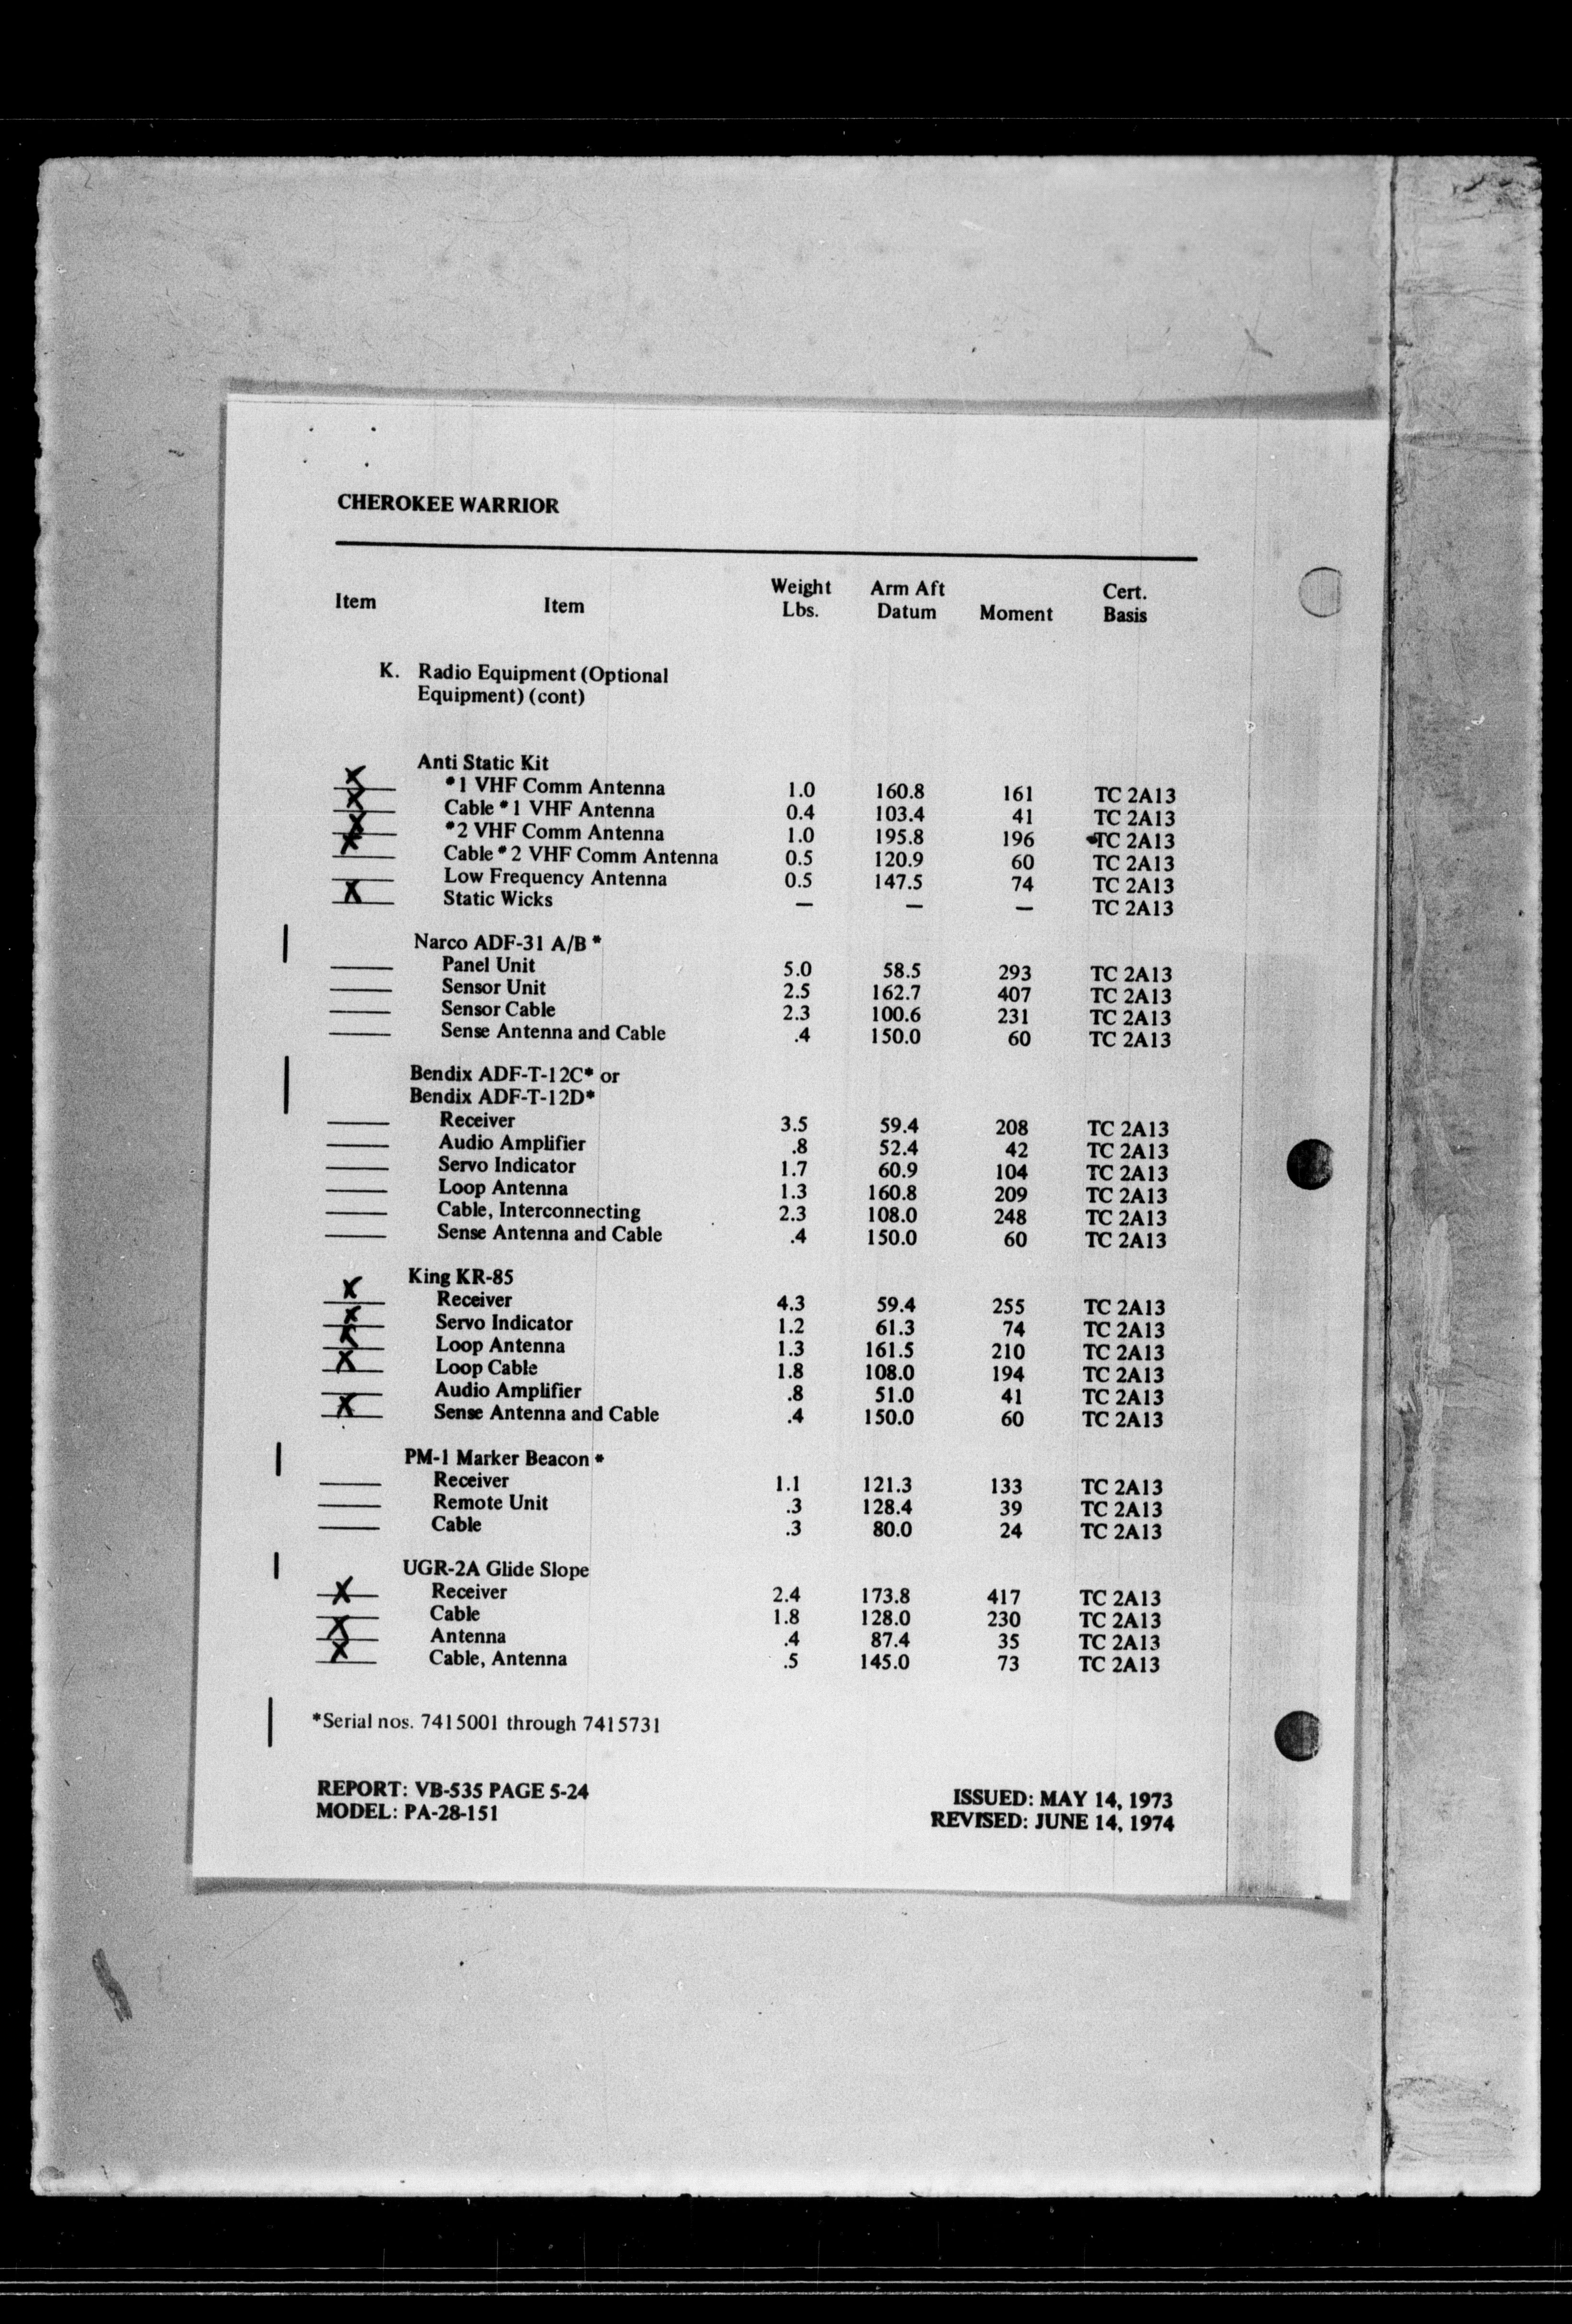 CHEROKEE WARRIOR
Item Item Weight Lbs. Arm Aft Datum Moment Cert. Basis
K. Radio Equipment (Optional
Equipment) (cont)
Anti Static Kit
X #1 VHF Comm Antenna 1.0 160.8 161 TC 2A13
X Cable #1 VHF Antenna 0.4 103.4 41 TC 2A13
X #2 VHF Comm Antenna 1.0 195.8 196 TC 2A13
X Cable #2 VHF Comm Antenna 0.5 120.9 60 TC 2A13
Low Frequency Antenna 0.5 147.5 74 TC 2A13
X Static Wicks — — — TC 2A13
Narco ADF-31 A/B *
Panel Unit 5.0 58.5 293 TC 2A13
Sensor Unit 2.5 162.7 407 TC 2A13
Sensor Cable 2.3 100.6 231 TC 2A13
Sense Antenna and Cable .4 150.0 60 TC 2A13
Bendix ADF-T-12C* or
Bendix ADF-T-12D*
Receiver 3.5 59.4 208 TC 2A13
Audio Amplifier .8 52.4 42 TC 2A13
Servo Indicator 1.7 60.9 104 TC 2A13
Loop Antenna 1.3 160.8 209 TC 2A13
Cable, Interconnecting 2.3 108.0 248 TC 2A13
Sense Antenna and Cable .4 150.0 60 TC 2A13
King KR-85
X Receiver 4.3 59.4 255 TC 2A13
X Servo Indicator 1.2 61.3 74 TC 2A13
X Loop Antenna 1.3 161.5 210 TC 2A13
X Loop Cable 1.8 108.0 194 TC 2A13
Audio Amplifier .8 51.0 41 TC 2A13
X Sense Antenna and Cable .4 150.0 60 TC 2A13
PM-1 Marker Beacon *
Receiver 1.1 121.3 133 TC 2A13
Remote Unit .3 128.4 39 TC 2A13
Cable .3 80.0 24 TC 2A13
UGR-2A Glide Slope
X Receiver 2.4 173.8 417 TC 2A13
Cable 1.8 128.0 230 TC 2A13
X Antenna .4 87.4 35 TC 2A13
X Cable, Antenna .5 145.0 73 TC 2A13
*Serial nos. 7415001 through 7415731
REPORT: VB-535 PAGE 5-24 ISSUED: MAY 14, 1973
MODEL: PA-28-151 REVISED: JUNE 14, 1974